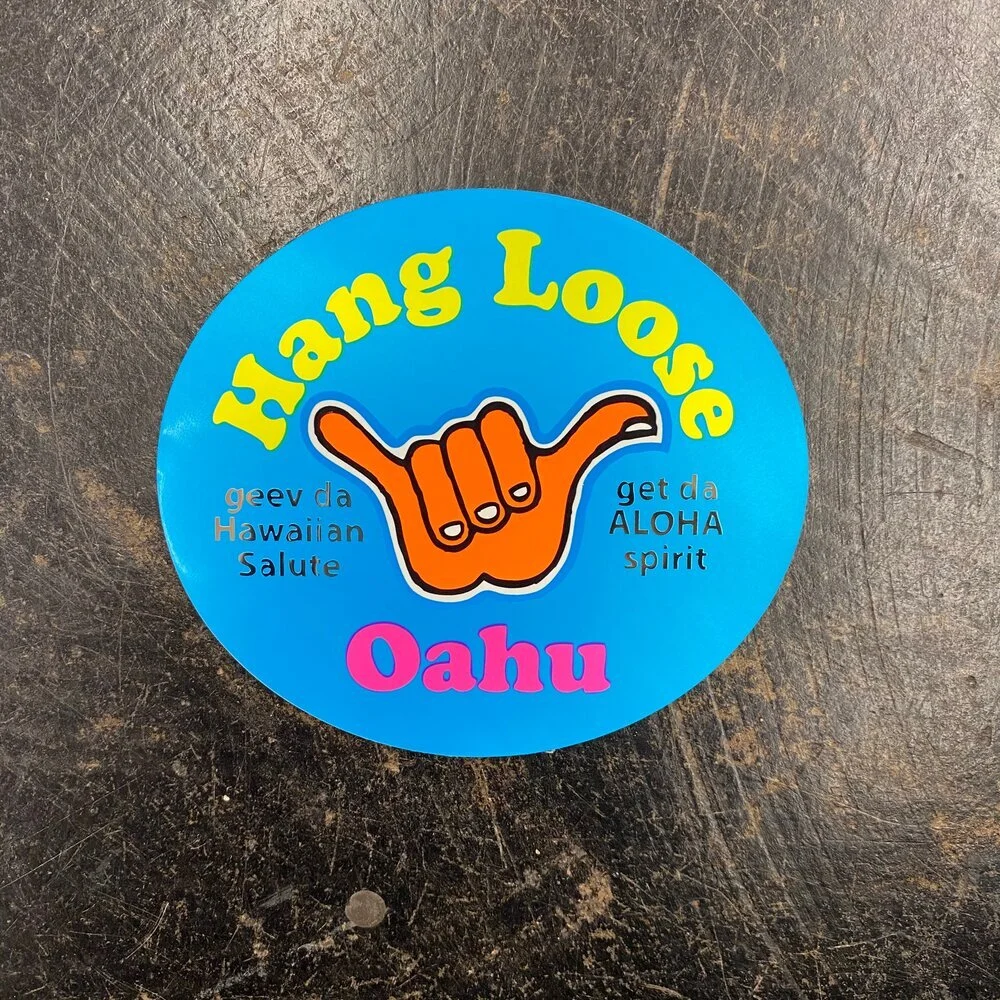 Hang Loose
geev da
Hawaiian
Salute
get da
ALOHA
spirit
Oahu